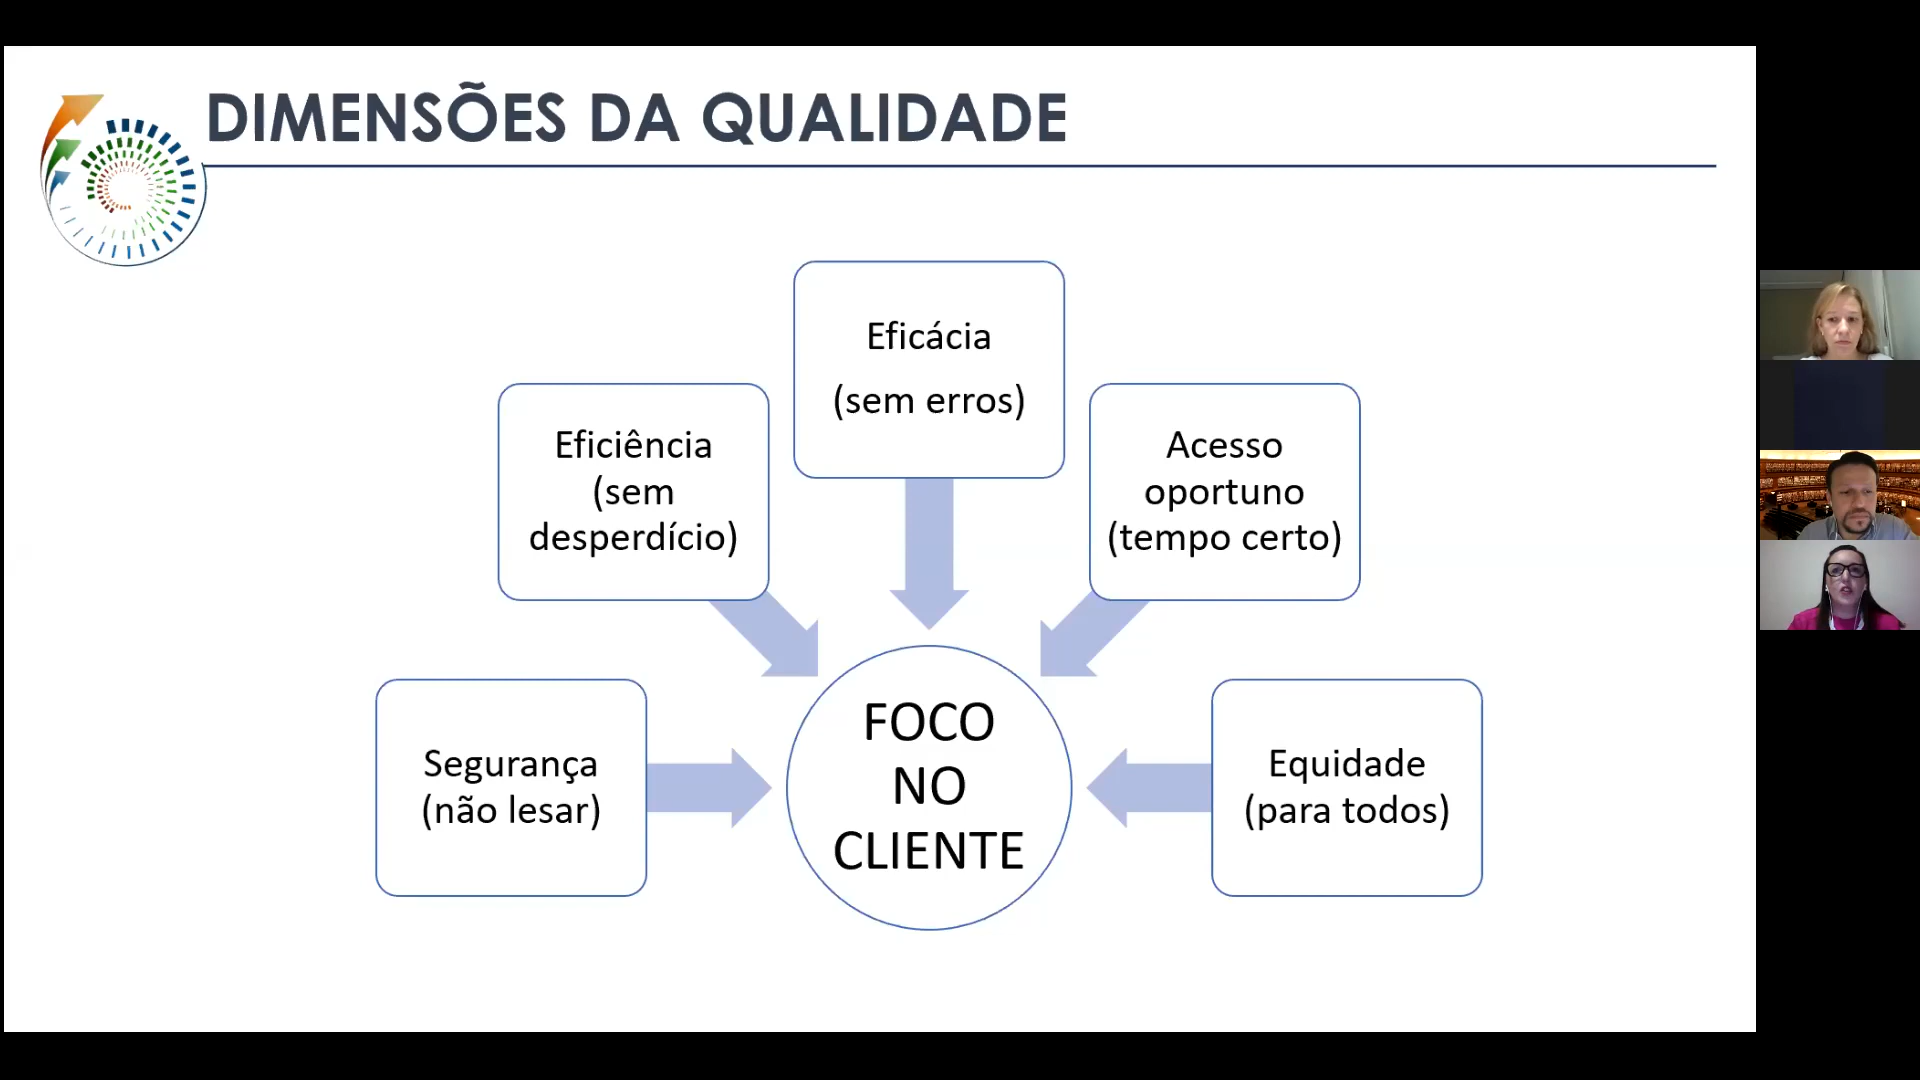 DIMENSÕES DA QUALIDADE
Eficácia
(sem erros)
Eficiência
(sem
desperdício)
Acesso
oportuno
(tempo certo)
Segurança
(não lesar)
FOCO
NO
CLIENTE
Equidade
(para todos)